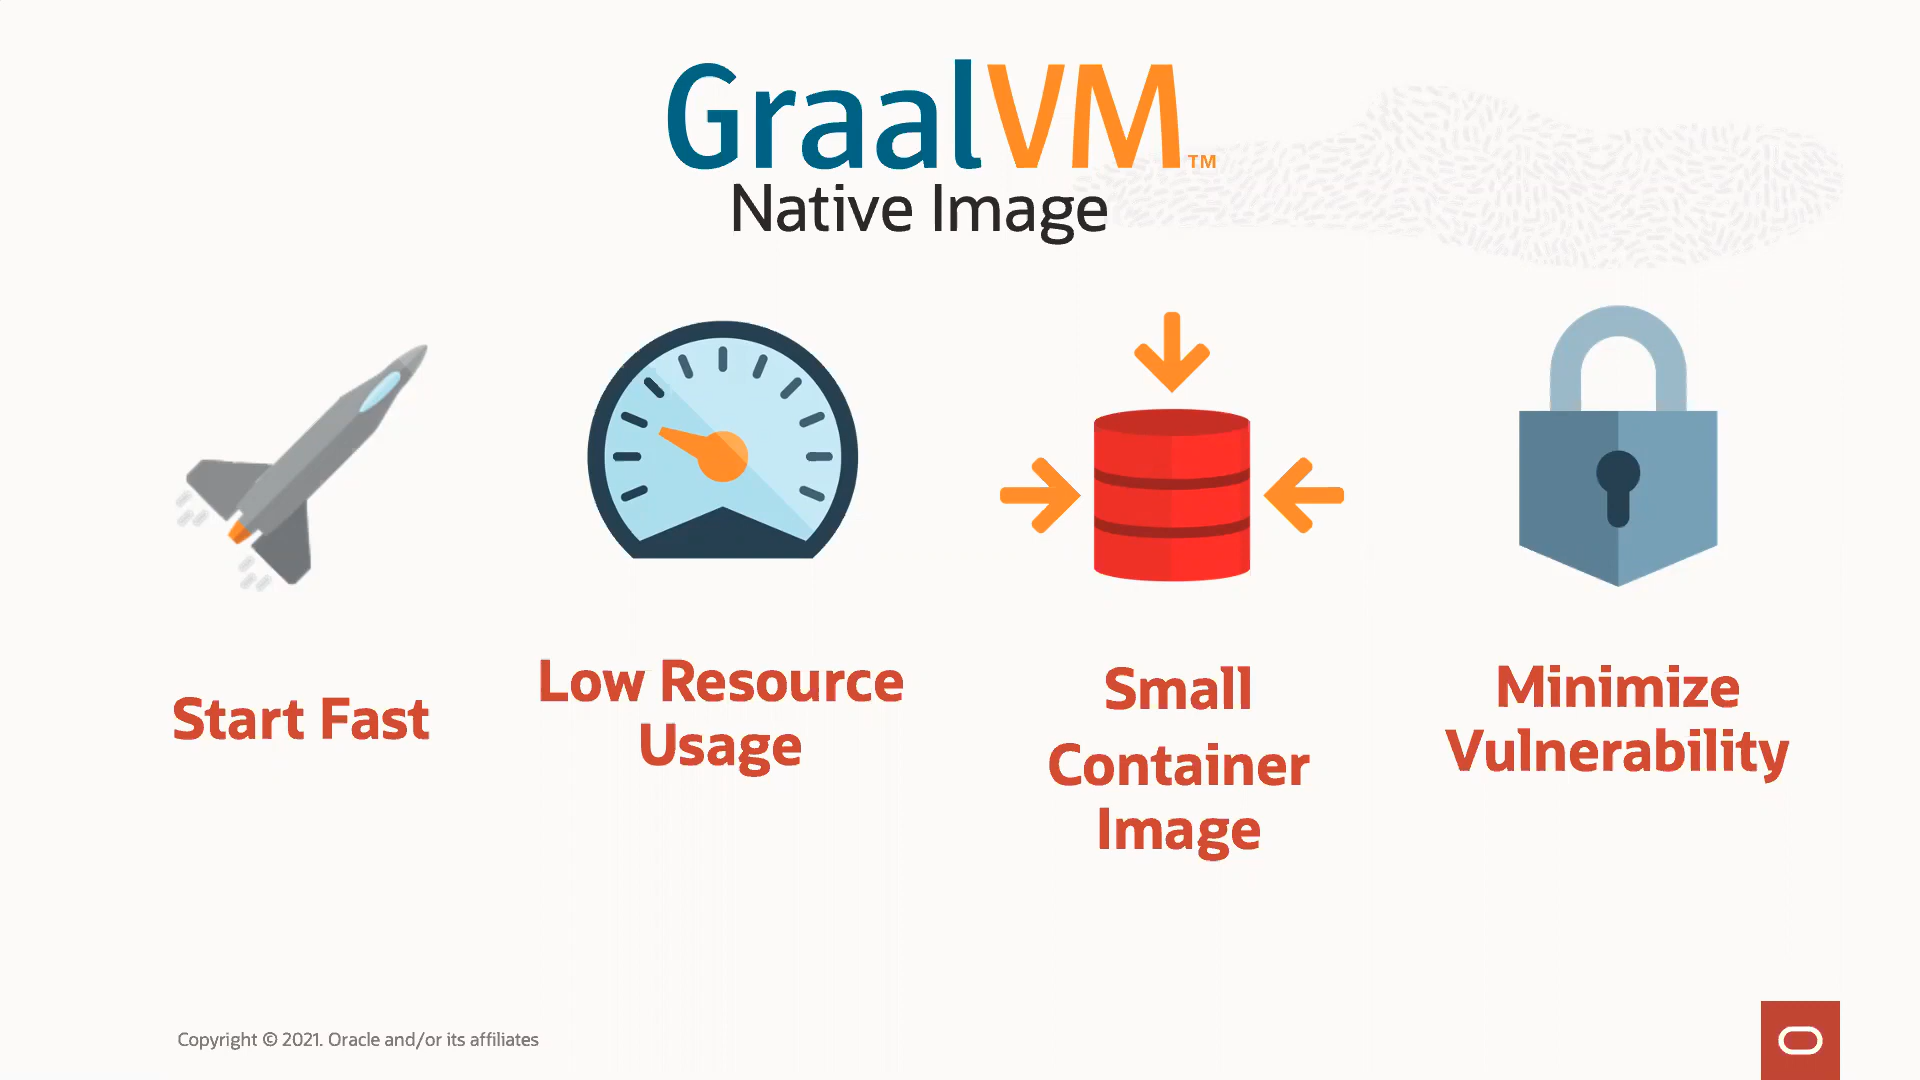 GraalVM™
Native Image
Start Fast
Low Resource
Usage
Small
Container
Image
Minimize
Vulnerability
Copyright © 2021. Oracle and/or its affiliates